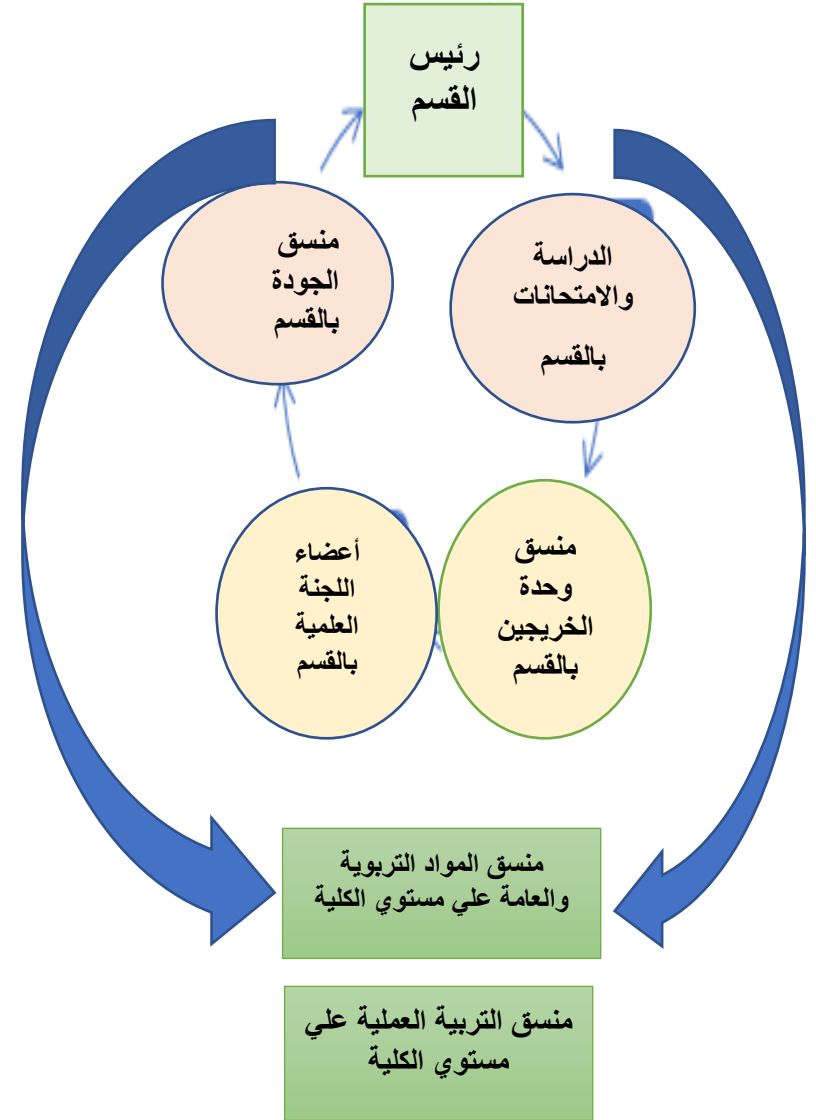 رئيس
القسم
الدراسة
والامتحانات
بالقسم
منسق
الجودة
بالقسم
منسق
وحدة
الخريجين
بالقسم
أعضاء
اللجنة
العلمية
بالقسم
منسق المواد التربوية
والعامة علي مستوي الكلية
منسق التربية العملية علي
مستوي الكلية